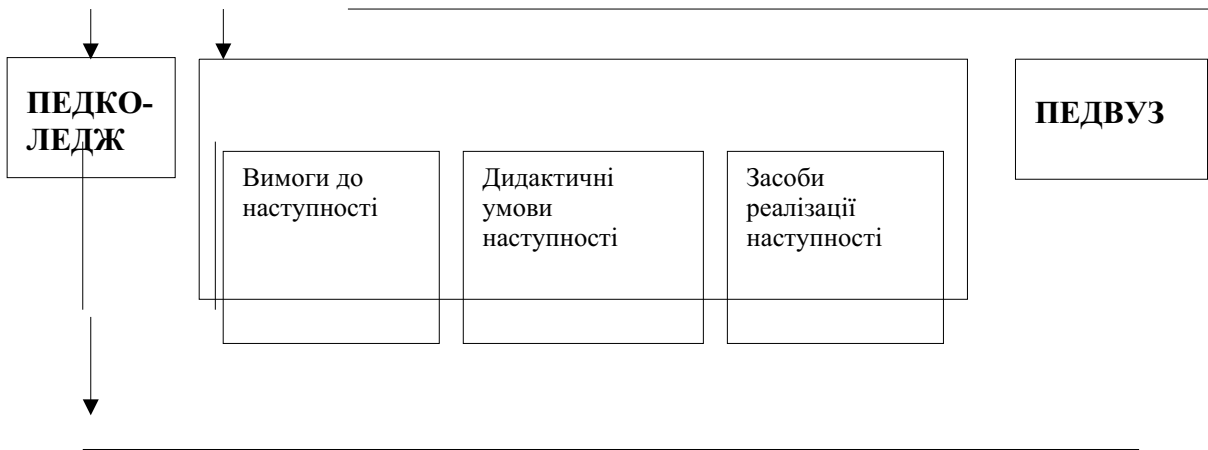 ПЕДКО-
ЛЕДЖ
Вимоги до
наступності
Дидактичні
умови
наступності
Засоби
реалізації
наступності
ПЕДВУЗ